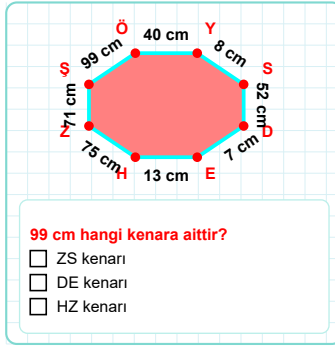 Ö 40 cm Y
99 cm 8 cm
Ş S
71 cm 52 cm
Z D
75 cm 7 cm
H 13 cm E
99 cm hangi kenara aittir?
ZS kenarı
DE kenarı
HZ kenarı